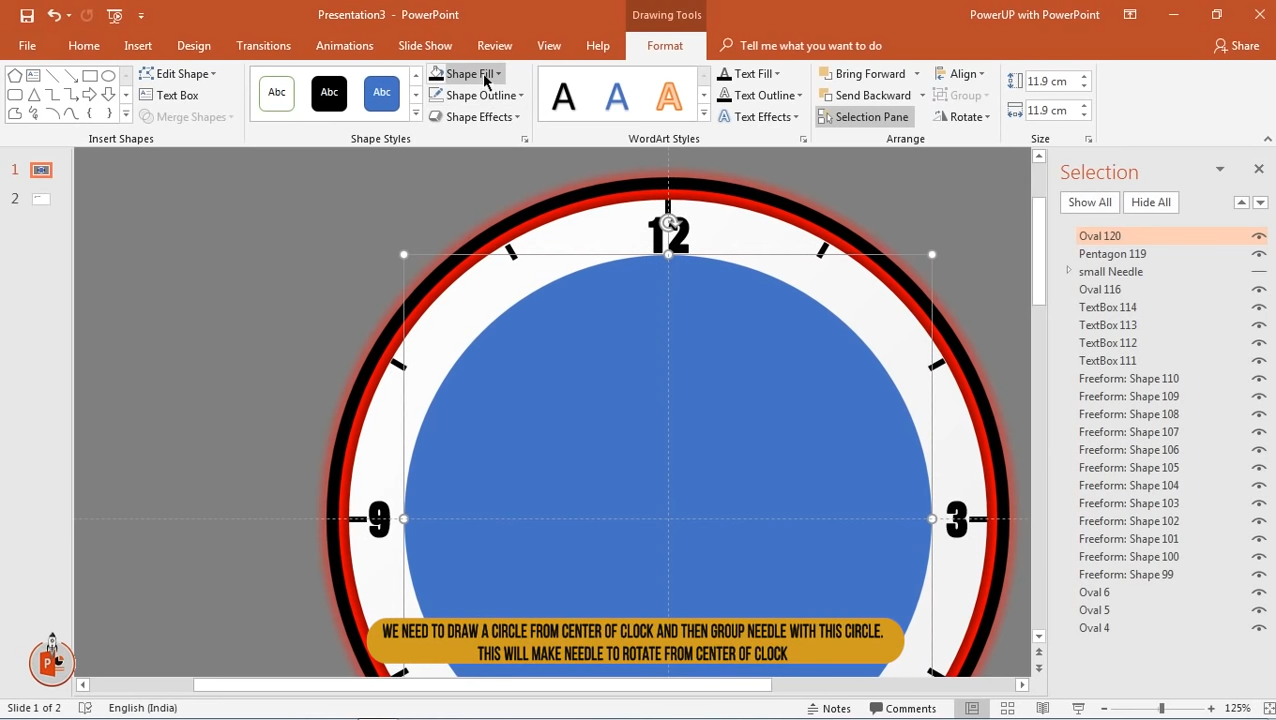 Presentation3 - PowerPoint
Drawing Tools
PowerUP with PowerPoint
File
Home
Insert
Design
Transitions
Animations
Slide Show
Review
View
Help
Format
Tell me what you want to do
Share
Edit Shape
Text Box
Merge Shapes
Insert Shapes
Abc
Abc
Abc
Shape Fill
Shape Outline
Shape Effects
Shape Styles
A
A
A
Text Fill
Text Outline
Text Effects
WordArt Styles
Bring Forward
Send Backward
Selection Pane
Align
Group
Rotate
Arrange
11.9 cm
11.9 cm
Size
1
2
12
9
3
WE NEED TO DRAW A CIRCLE FROM CENTER OF CLOCK AND THEN GROUP NEEDLE WITH THIS CIRCLE.
THIS WILL MAKE NEEDLE TO ROTATE FROM CENTER OF CLOCK
P
Selection
Show All
Hide All
Oval 120
Pentagon 119
small Needle
Oval 116
TextBox 114
TextBox 113
TextBox 112
TextBox 111
Freeform: Shape 110
Freeform: Shape 109
Freeform: Shape 108
Freeform: Shape 107
Freeform: Shape 106
Freeform: Shape 105
Freeform: Shape 104
Freeform: Shape 103
Freeform: Shape 102
Freeform: Shape 101
Freeform: Shape 100
Freeform: Shape 99
Oval 6
Oval 5
Oval 4
Slide 1 of 2
English (India)
Notes
Comments
125%